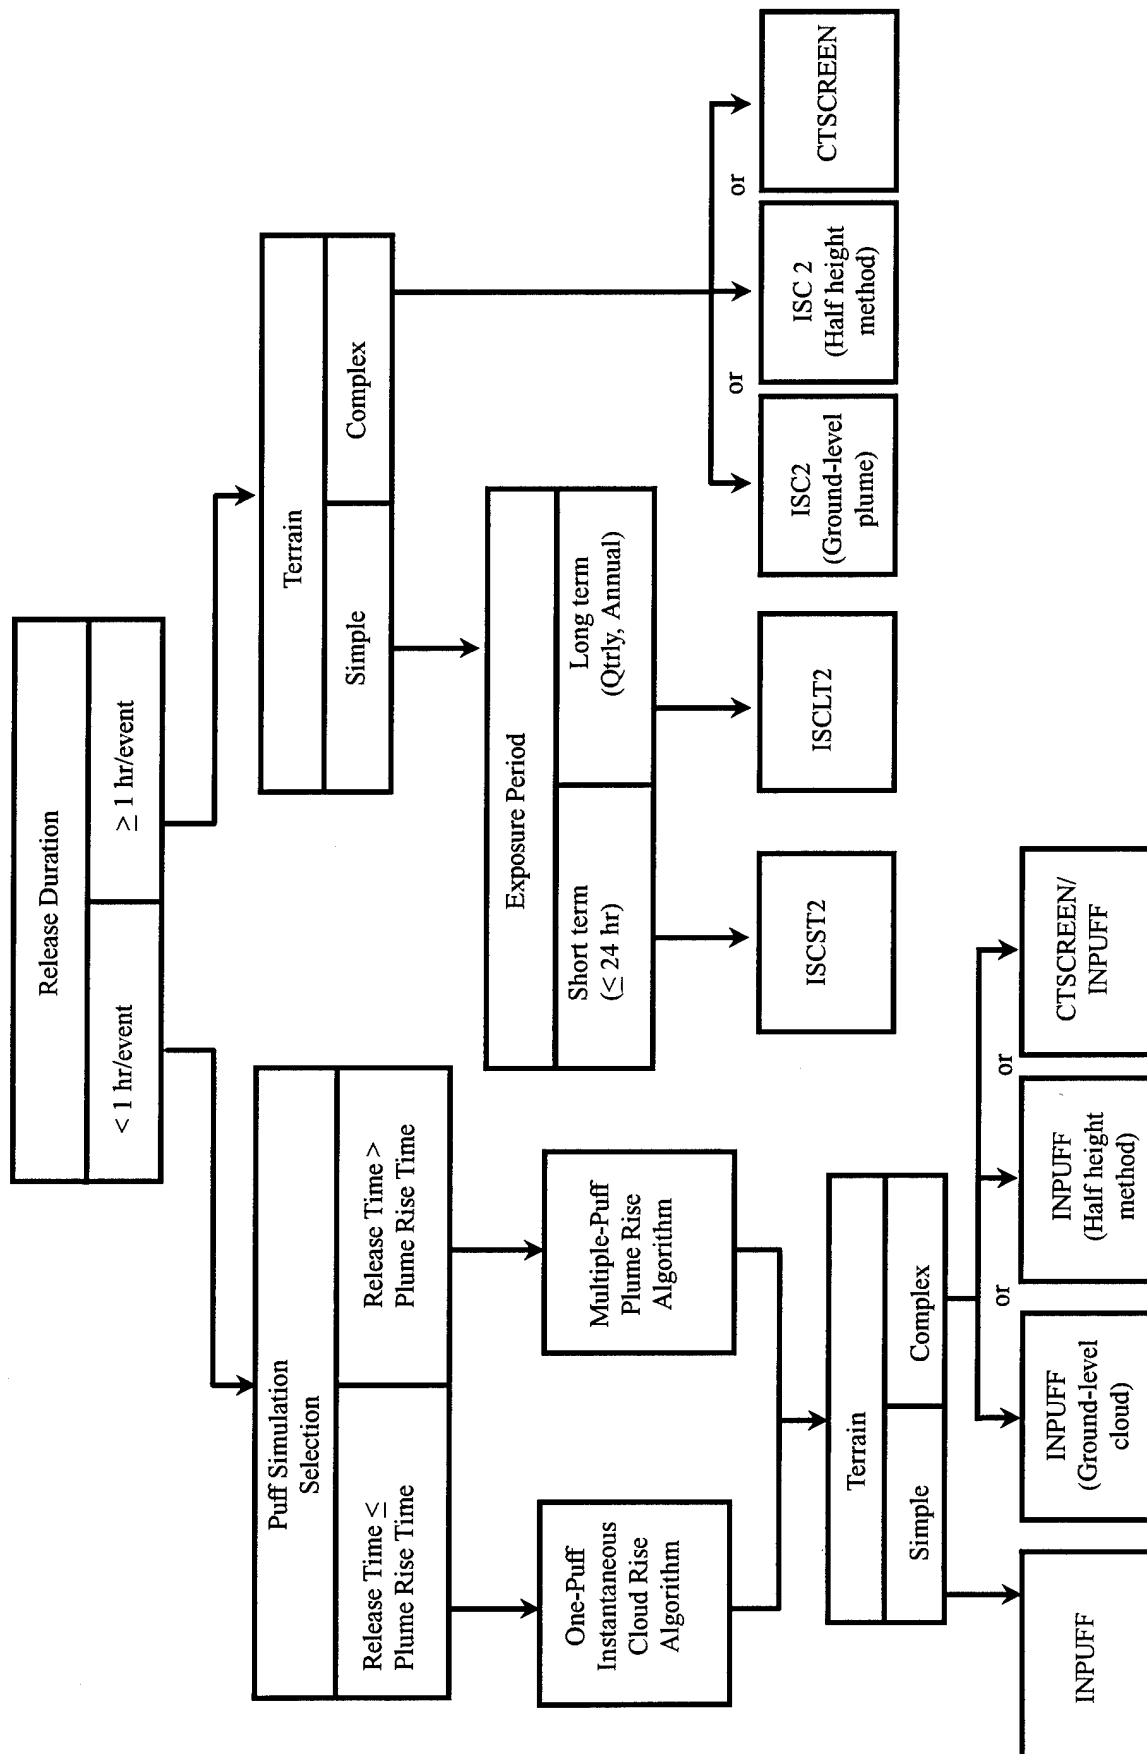 Release Duration
< 1 hr/event
≥ 1 hr/event
Puff Simulation
Selection
Release Time ≤
Plume Rise Time
Release Time >
Plume Rise Time
Terrain
Simple
Complex
One-Puff
Instantaneous
Cloud Rise
Algorithm
Multiple-Puff
Plume Rise
Algorithm
Exposure Period
Short term
(≤ 24 hr)
Long term
(Qtrly, Annual)
Terrain
Simple
Complex
ISCST2
ISCLT2
ISC2
(Ground-level
plume)
or
ISC 2
(Half height
method)
or
CTSCREEN
INPUFF
INPUFF
(Ground-level
cloud)
or
INPUFF
(Half height
method)
or
CTSCREEN/
INPUFF